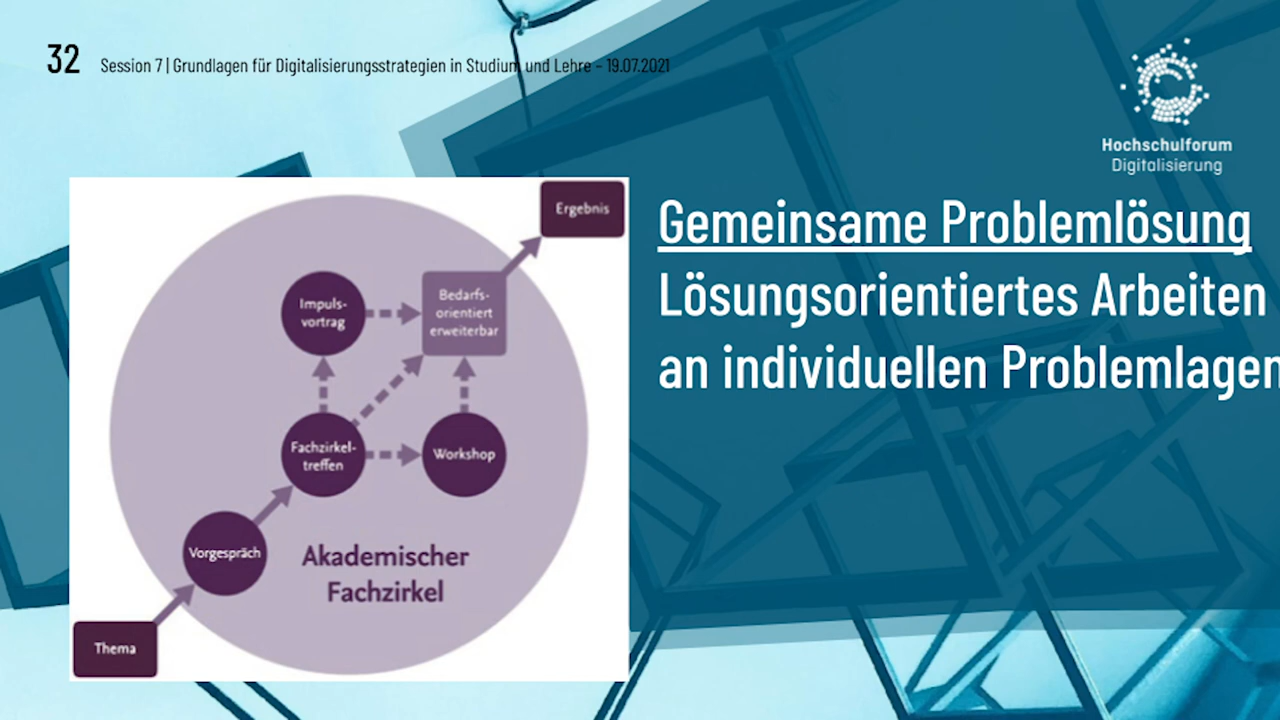 32 Session 7 | Grundlagen für Digitalisierungsstrategien in Studium und Lehre – 19.07.2021
Hochschulforum
Digitalisierung
Gemeinsame Problemlösung
Lösungsorientiertes Arbeiten
an individuellen Problemlagen
Ergebnis
Impuls-
vortrag
Bedarfs-
orientiert
erweiterbar
Fachzirkel-
treffen
Workshop
Vorgespräch
Akademischer
Fachzirkel
Thema